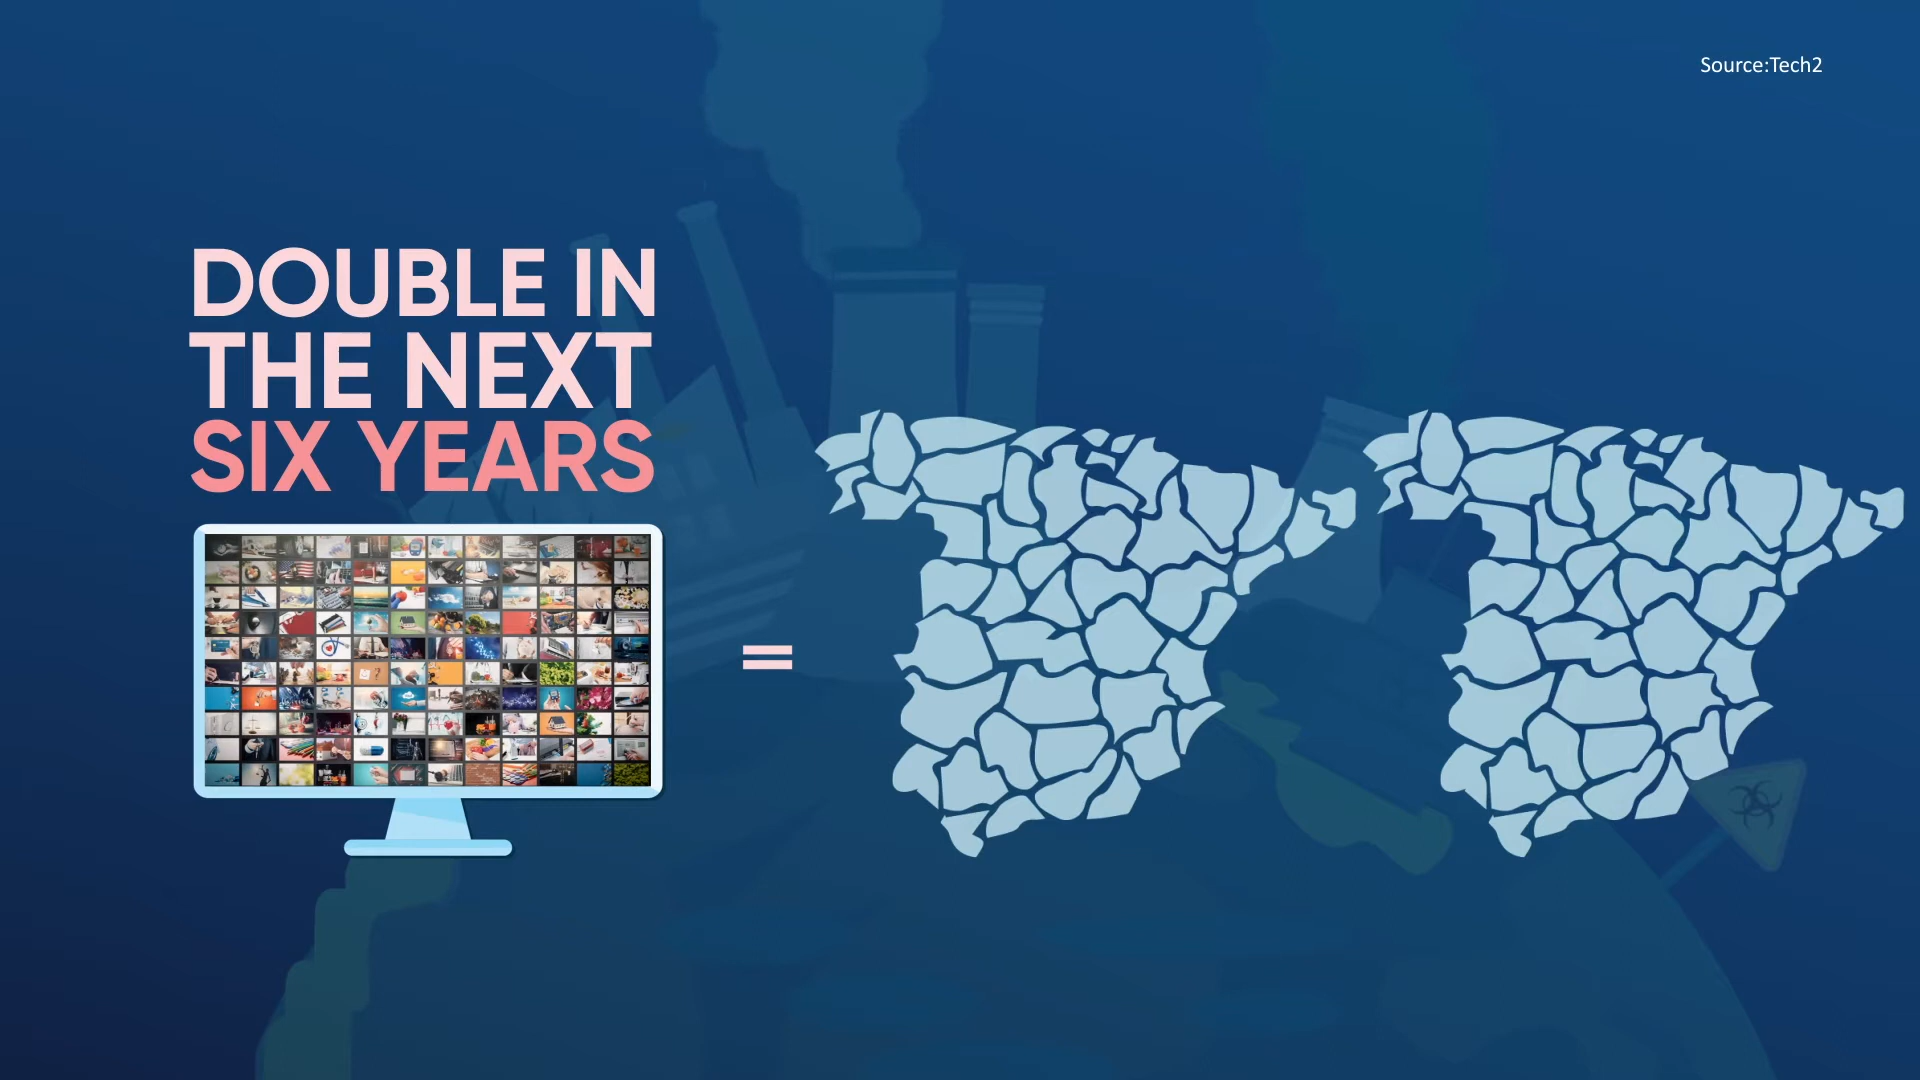 Source:Tech2
DOUBLE IN
THE NEXT
SIX YEARS
=